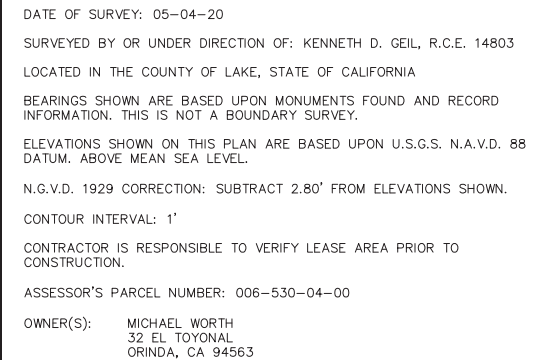 DATE OF SURVEY: 05-04-20
SURVEYED BY OR UNDER DIRECTION OF: KENNETH D. GEIL, R.C.E. 14803
LOCATED IN THE COUNTY OF LAKE, STATE OF CALIFORNIA
BEARINGS SHOWN ARE BASED UPON MONUMENTS FOUND AND RECORD
INFORMATION. THIS IS NOT A BOUNDARY SURVEY.
ELEVATIONS SHOWN ON THIS PLAN ARE BASED UPON U.S.G.S. N.A.V.D. 88
DATUM. ABOVE MEAN SEA LEVEL.
N.G.V.D. 1929 CORRECTION: SUBTRACT 2.80' FROM ELEVATIONS SHOWN.
CONTOUR INTERVAL: 1'
CONTRACTOR IS RESPONSIBLE TO VERIFY LEASE AREA PRIOR TO
CONSTRUCTION.
ASSESSOR'S PARCEL NUMBER: 006-530-04-00
OWNER(S): MICHAEL WORTH
32 EL TOYONAL
ORINDA, CA 94563